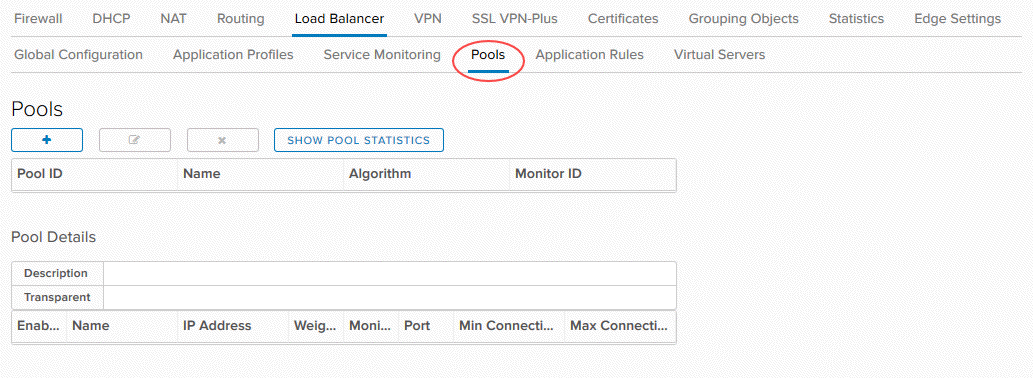 Firewall DHCP NAT Routing Load Balancer VPN SSL VPN-Plus Certificates Grouping Objects Statistics Edge Settings
Global Configuration Application Profiles Service Monitoring Pools Application Rules Virtual Servers
Pools
SHOW POOL STATISTICS
Pool ID Name Algorithm Monitor ID
Pool Details
Description
Transparent
Enab... Name IP Address Weig... Moni... Port Min Connecti... Max Connecti...